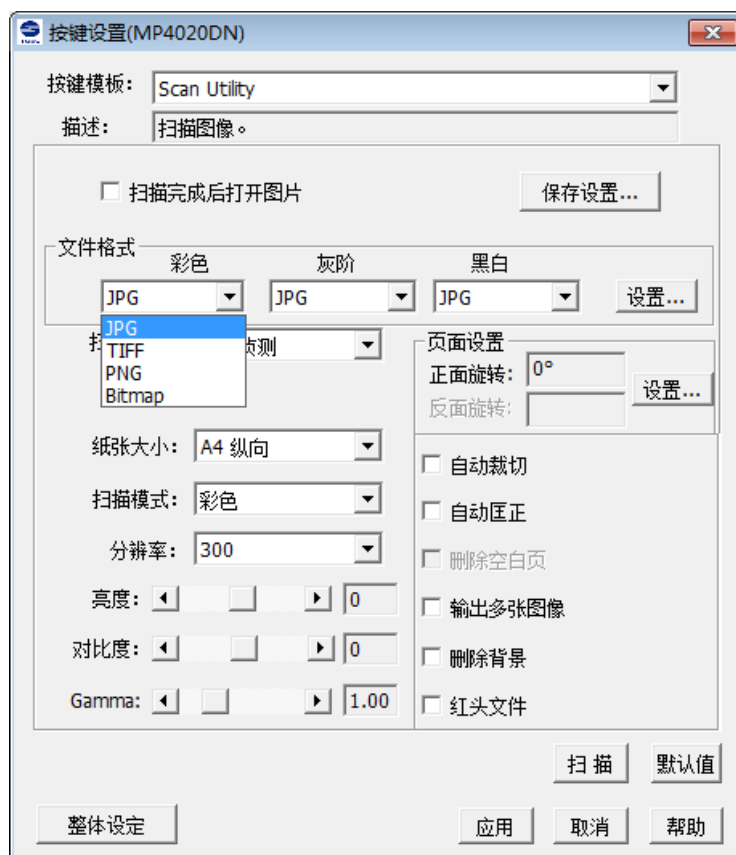 按键设置(MP4020DN)
按键模板： Scan Utility
描述： 扫描图像。
扫描完成后打开图片 保存设置...
文件格式
彩色 灰阶 黑白
JPG JPG JPG 设置...
JPG
TIFF
PNG
Bitmap
扫 侦测
页面设置
正面旋转： 0°
反面旋转：
设置...
纸张大小： A4 纵向
扫描模式： 彩色
分辨率： 300
亮度： 0
对比度： 0
Gamma: 1.00
自动裁切
自动匡正
删除空白页
输出多张图像
删除背景
红头文件
扫 描 默认值
整体设定 应用 取消 帮助